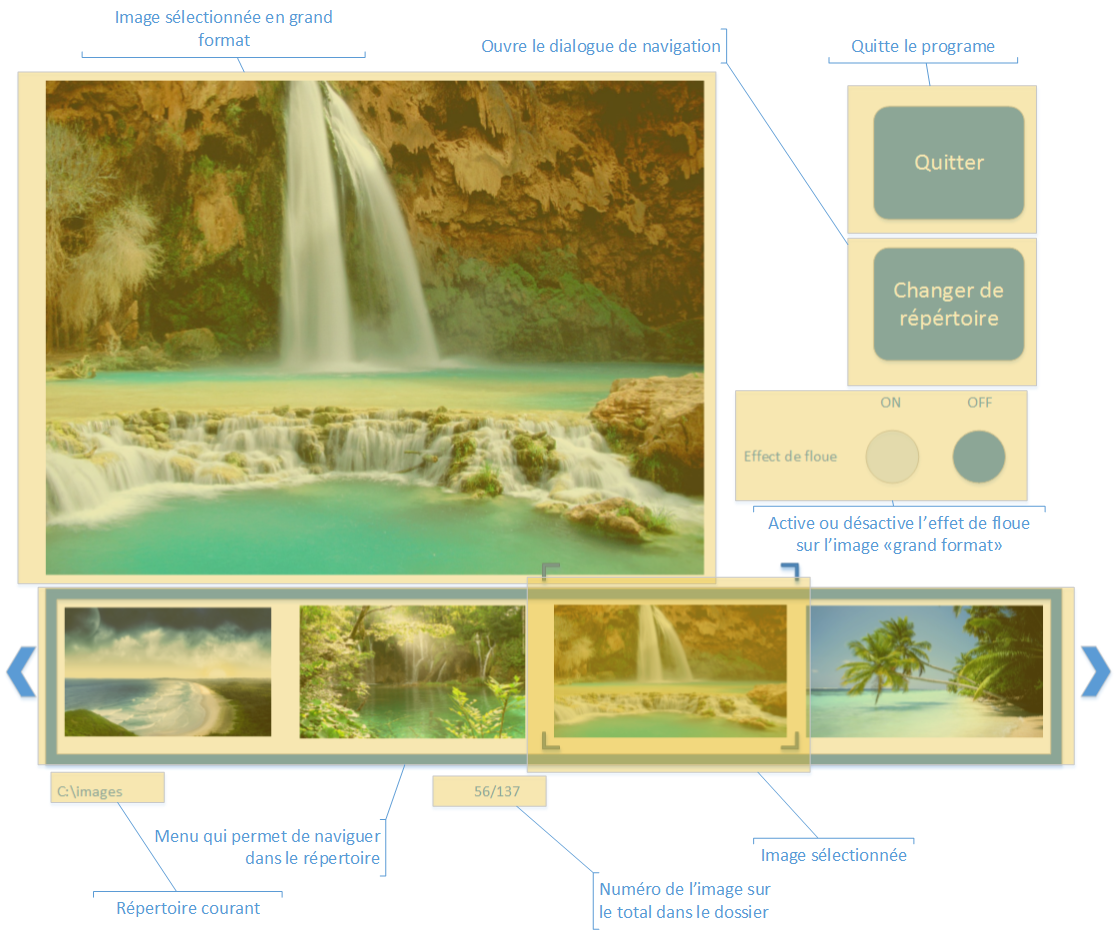 Image sélectionnée en grand
format
Ouvre le dialogue de navigation
Quitte le programe
Quitter
Changer de
répértoire
ON
OFF
Effect de floue
Active ou désactive l'effet de floue
sur l'image «grand format»
C:\images
56/137
Menu qui permet de naviguer
dans le répertoire
Image sélectionnée
Répertoire courant
Numéro de l'image sur
le total dans le dossier